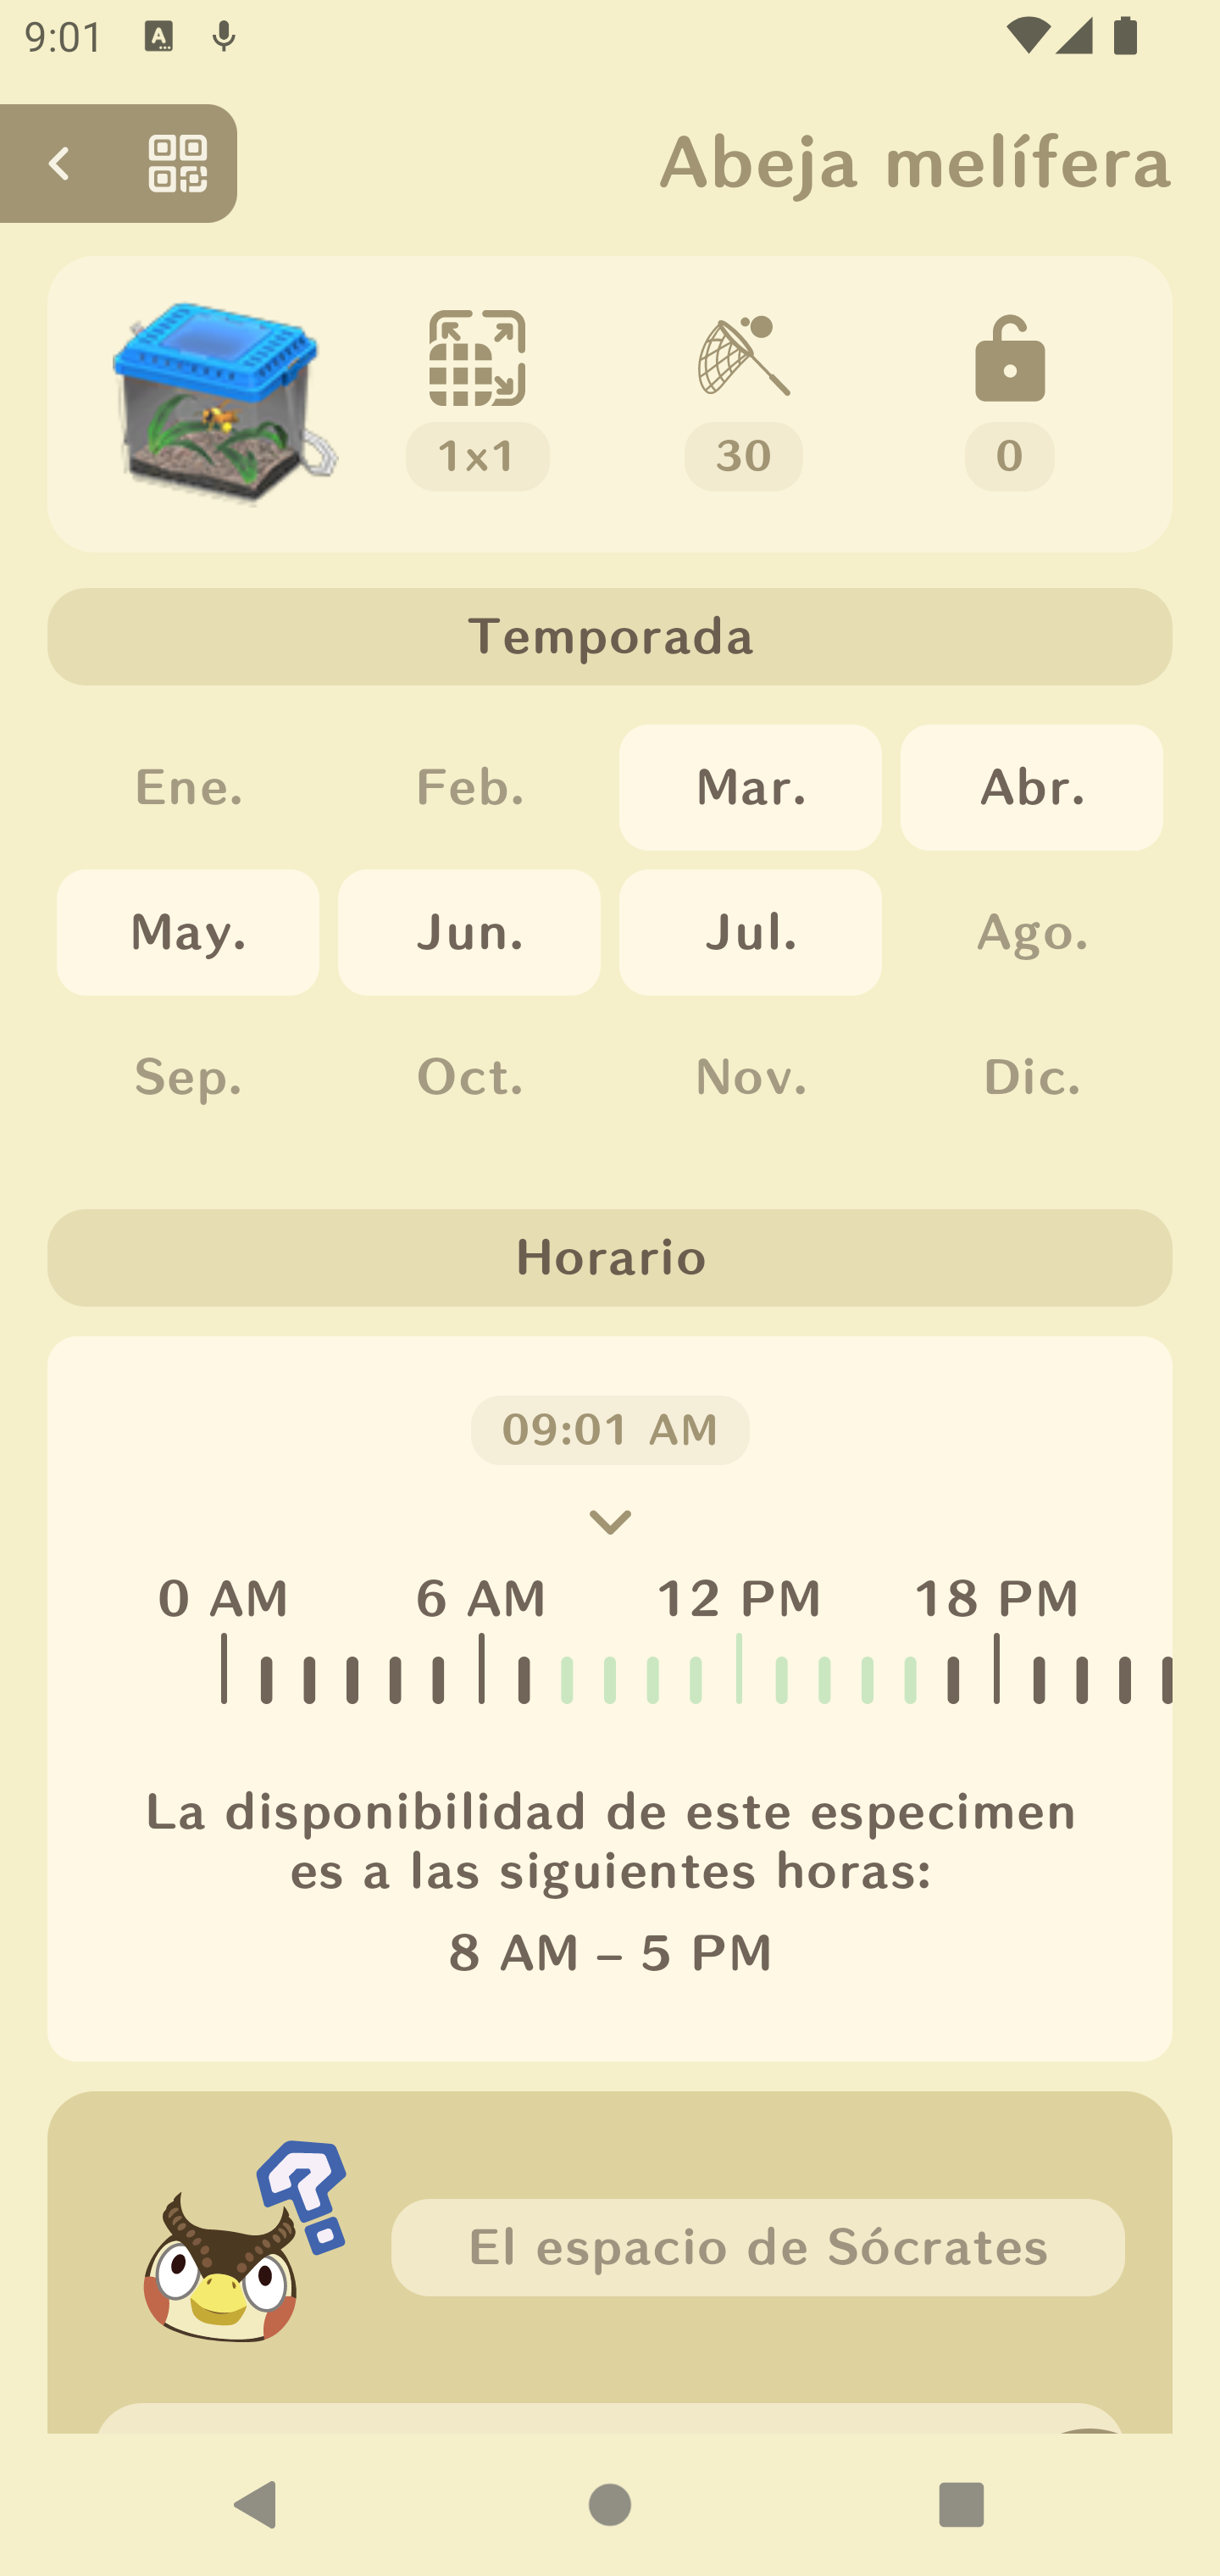 9:01
Abeja melífera
1x1
30
0
Temporada
Ene.
Feb.
Mar.
Abr.
May.
Jun.
Jul.
Ago.
Sep.
Oct.
Nov.
Dic.
Horario
09:01 AM
0 AM
6 AM
12 PM
18 PM
La disponibilidad de este especimen
es a las siguientes horas:
8 AM – 5 PM
El espacio de Sócrates